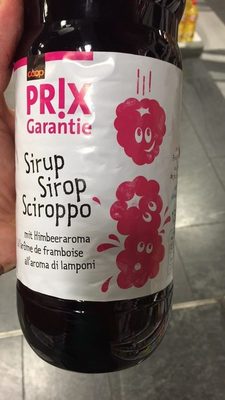 coop
PR!X
Garantie
Sirup
Sirop
Sciroppo
mit Himbeeraroma
à l'arôme de framboise
all'aroma di lamponi